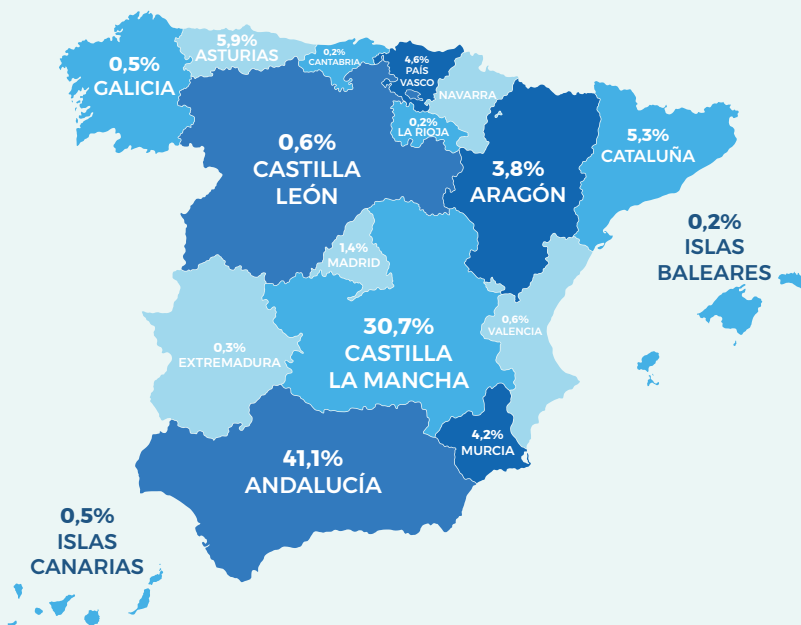 5,9%
ASTURIAS
0,2%
CANTABRIA
4,6%
PAÍS
VASCO
0,5%
GALICIA
NAVARRA
0,2%
LA RIOJA
0,6%
CASTILLA
LEÓN
3,8%
ARAGÓN
5,3%
CATALUÑA
0,2%
ISLAS
BALEARES
1,4%
MADRID
0,6%
VALENCIA
30,7%
CASTILLA
LA MANCHA
0,3%
EXTREMADURA
4,2%
MURCIA
41,1%
ANDALUCÍA
0,5%
ISLAS
CANARIAS